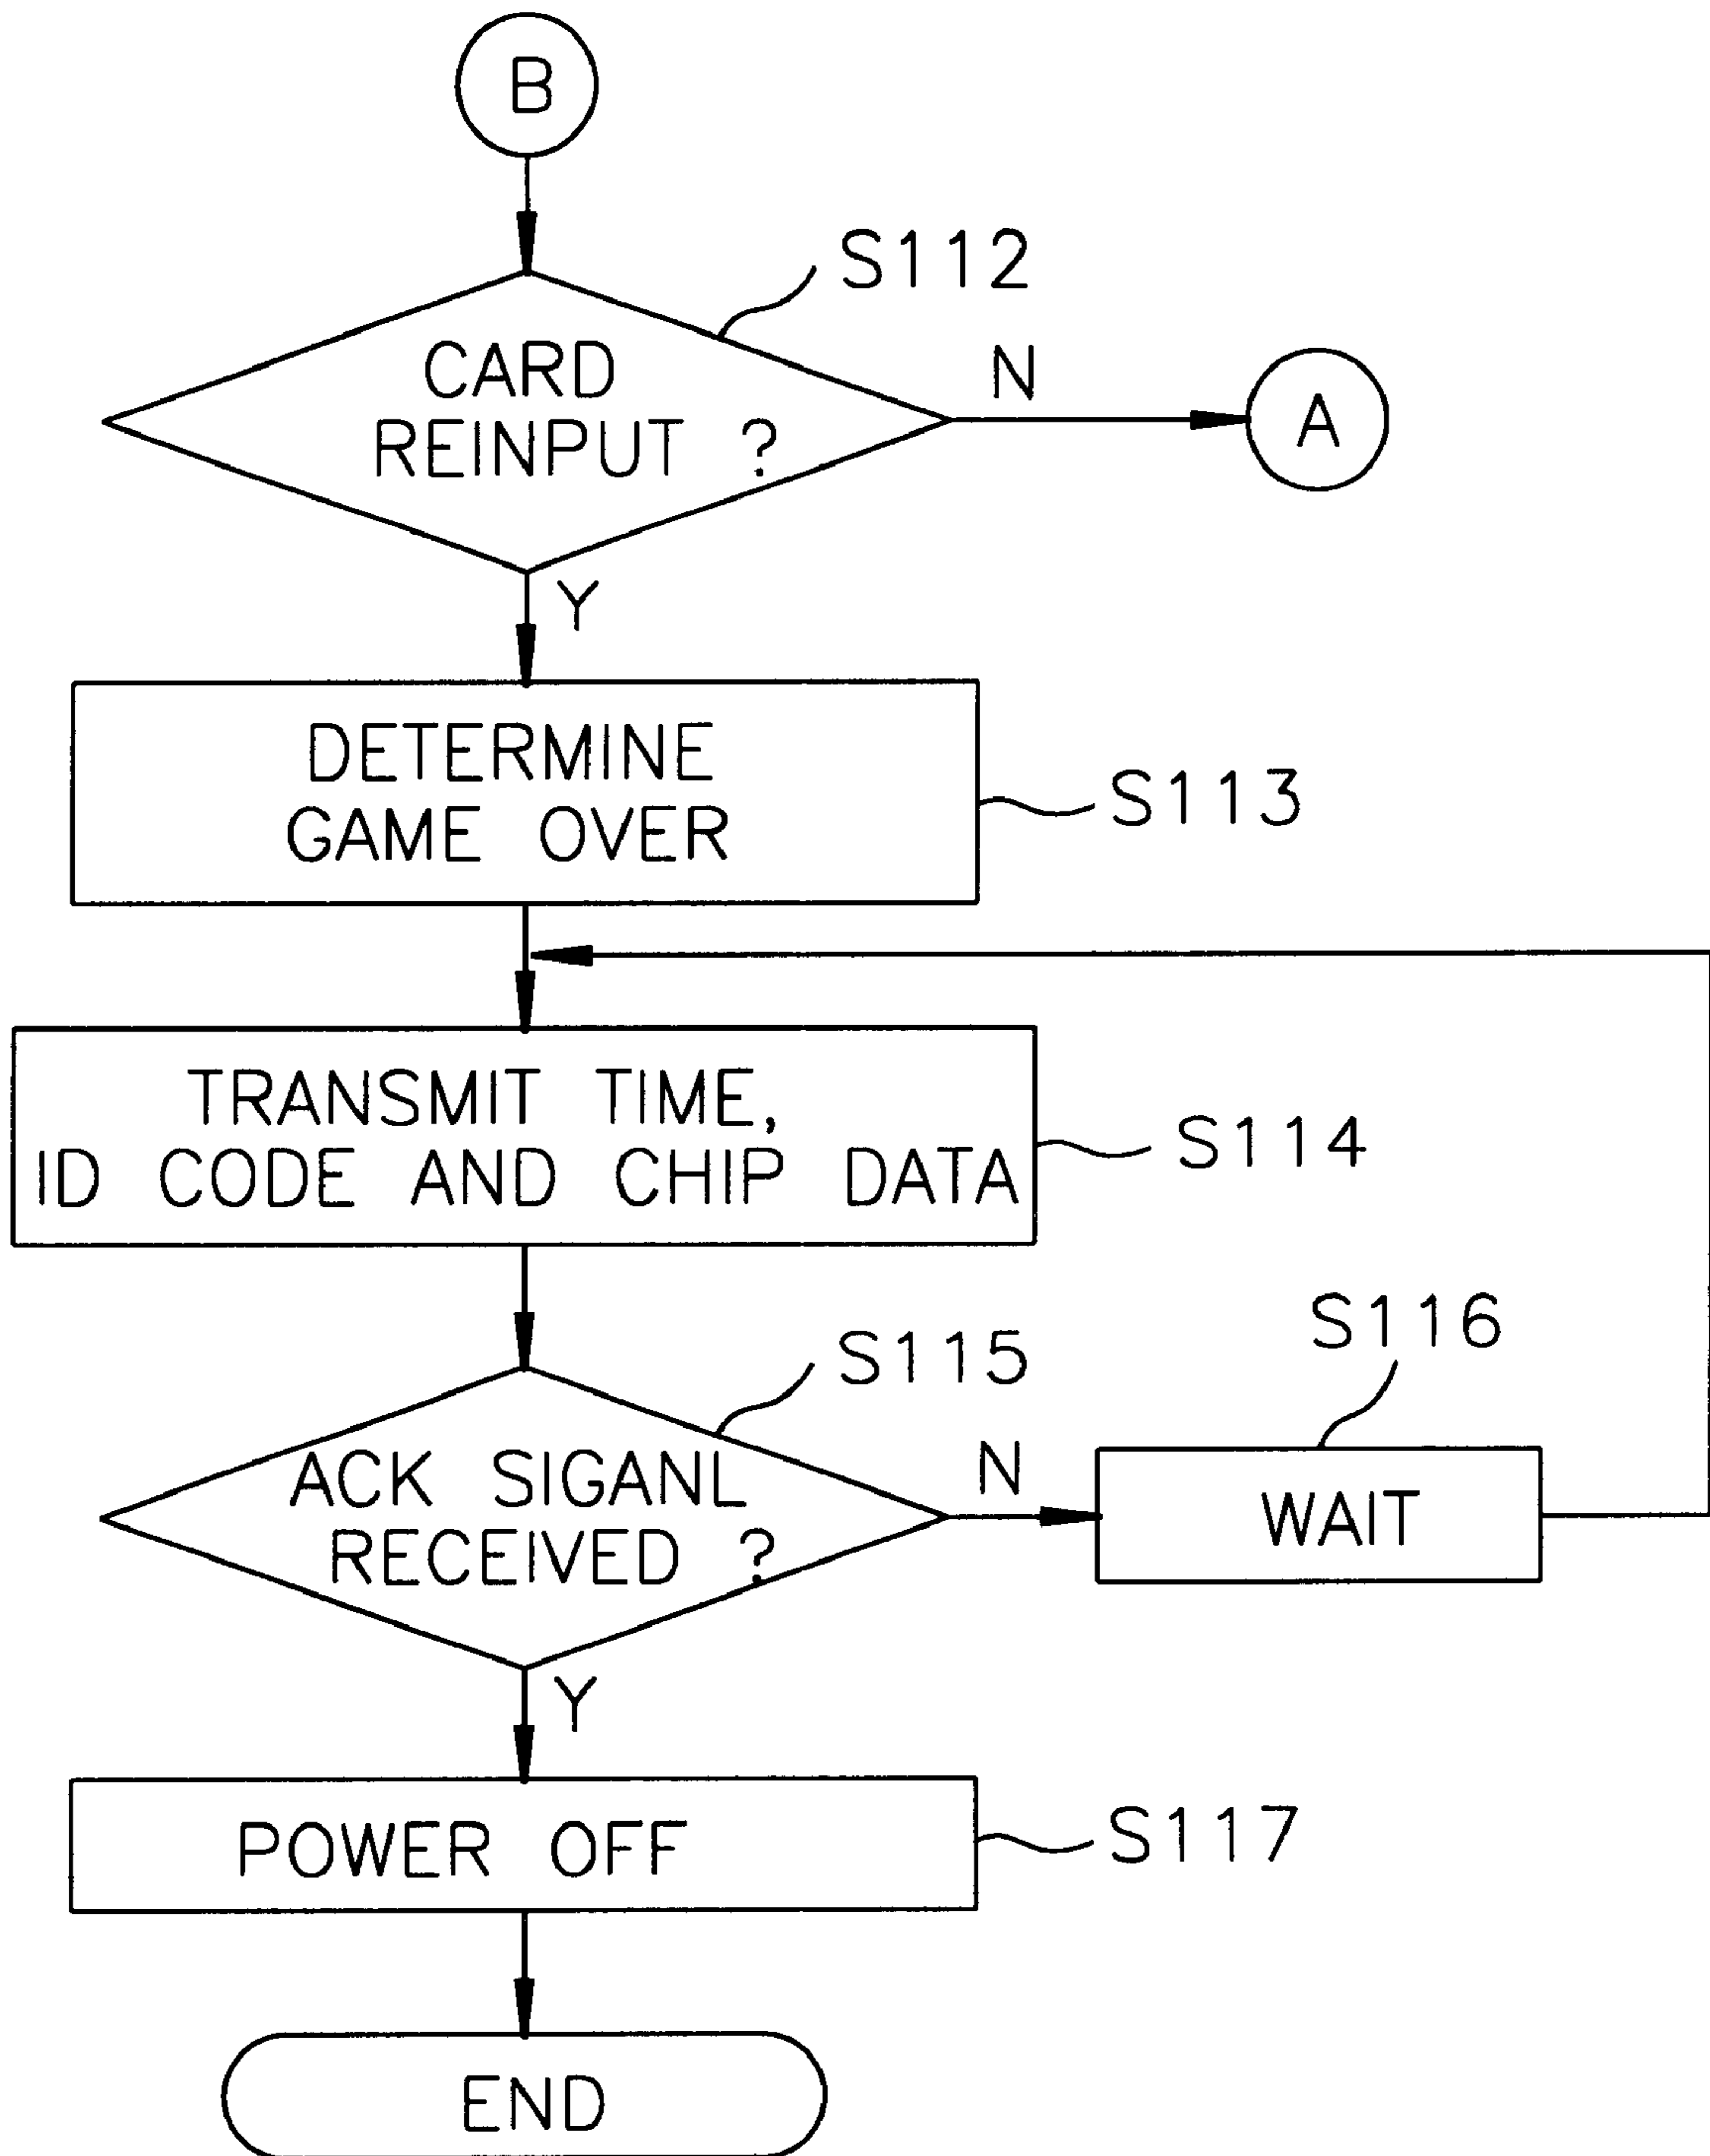 B
S112
CARD
REINPUT ?
N
A
Y
DETERMINE
GAME OVER
S113
TRANSMIT TIME,
ID CODE AND CHIP DATA
S114
S116
S115
ACK SIGANL
RECEIVED ?
N
WAIT
Y
POWER OFF
S117
END